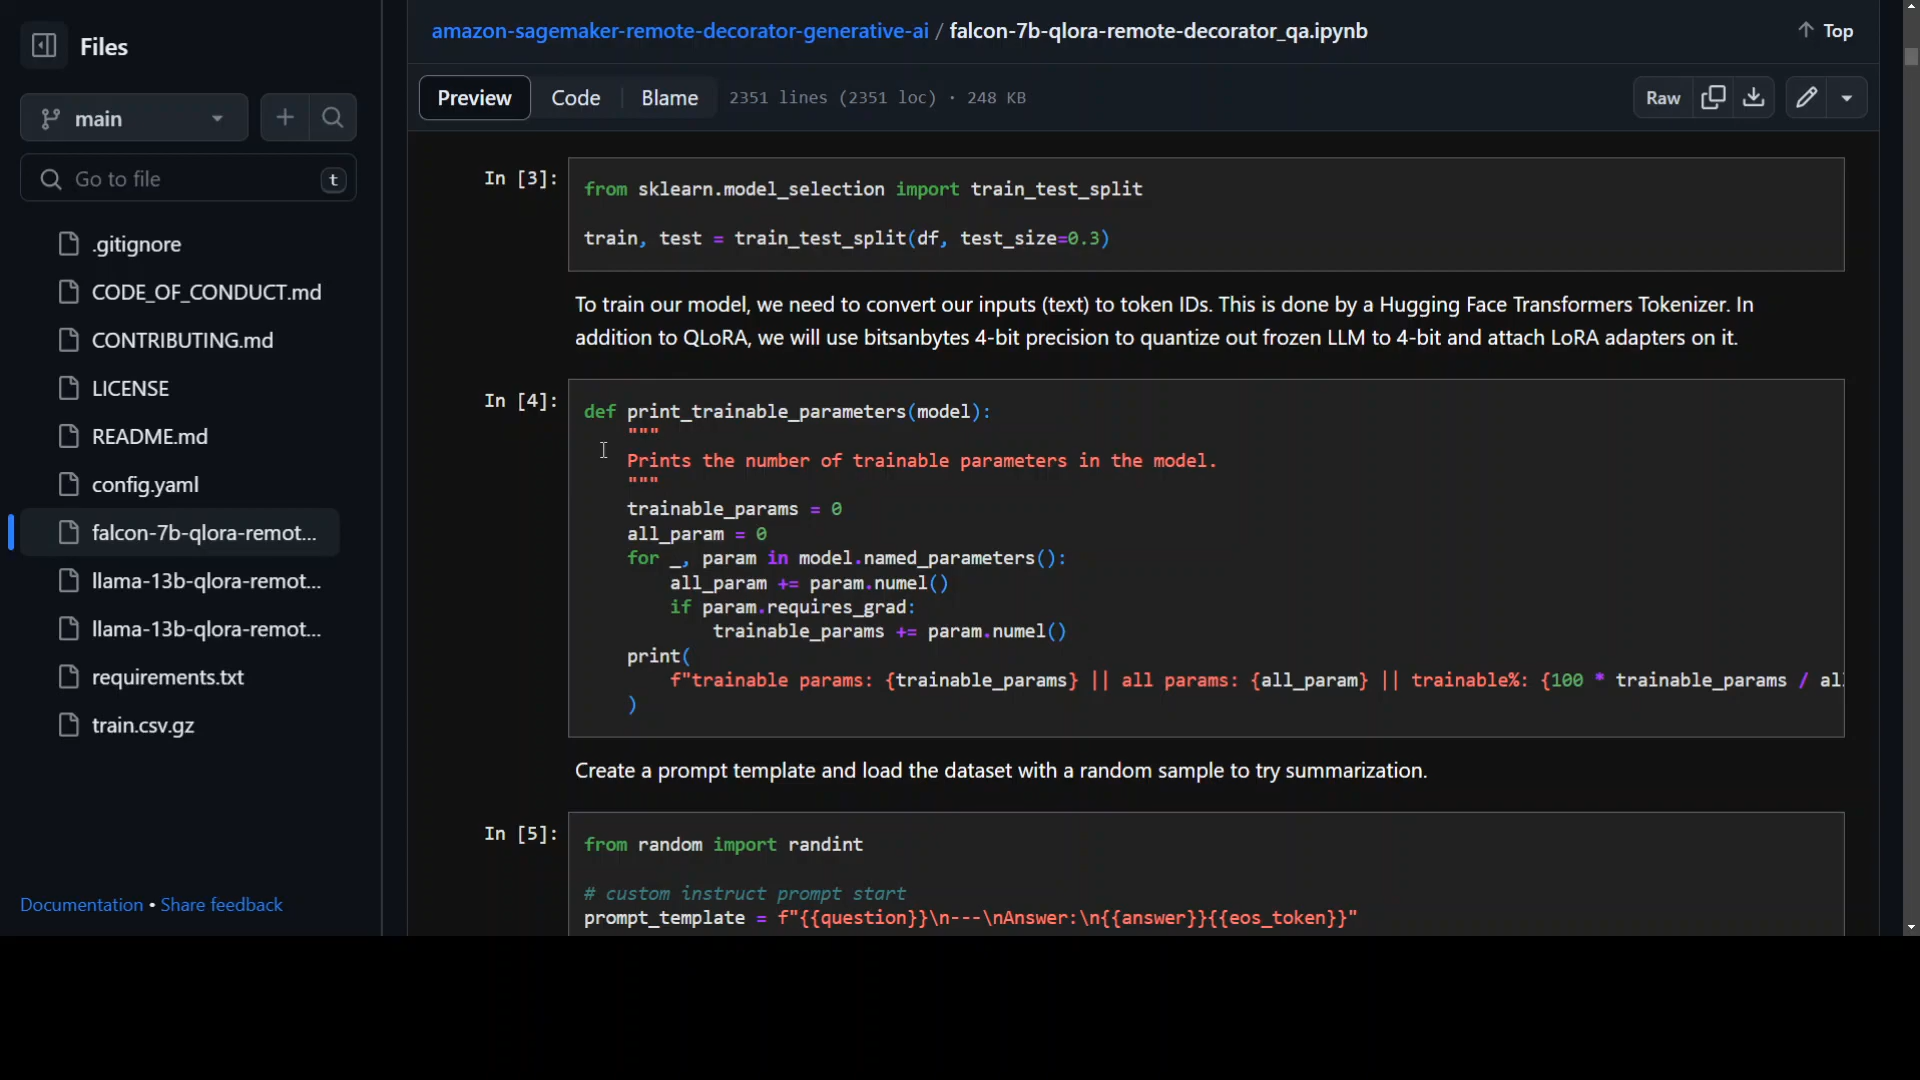 Files
main
Go to file
t
.gitignore
CODE_OF_CONDUCT.md
CONTRIBUTING.md
LICENSE
README.md
config.yaml
falcon-7b-qlora-remot...
llama-13b-qlora-remot...
llama-13b-qlora-remot...
requirements.txt
train.csv.gz
Documentation • Share feedback
amazon-sagemaker-remote-decorator-generative-ai / falcon-7b-qlora-remote-decorator_qa.ipynb
Top
Preview Code Blame 2351 lines (2351 loc) · 248 KB
Raw
In [3]:
from sklearn.model_selection import train_test_split
train, test = train_test_split(df, test_size=0.3)
To train our model, we need to convert our inputs (text) to token IDs. This is done by a Hugging Face Transformers Tokenizer. In
addition to QLoRA, we will use bitsanbytes 4-bit precision to quantize out frozen LLM to 4-bit and attach LoRA adapters on it.
In [4]:
def print_trainable_parameters(model):
"""
Prints the number of trainable parameters in the model.
"""
trainable_params = 0
all_param = 0
for _, param in model.named_parameters():
all_param += param.numel()
if param.requires_grad:
trainable_params += param.numel()
print(
f"trainable params: {trainable_params} || all params: {all_param} || trainable%: {100 * trainable_params / al
)
Create a prompt template and load the dataset with a random sample to try summarization.
In [5]:
from random import randint
# custom instruct prompt start
prompt_template = f"{{question}}\n---\nAnswer:\n{{answer}}{{eos_token}}"